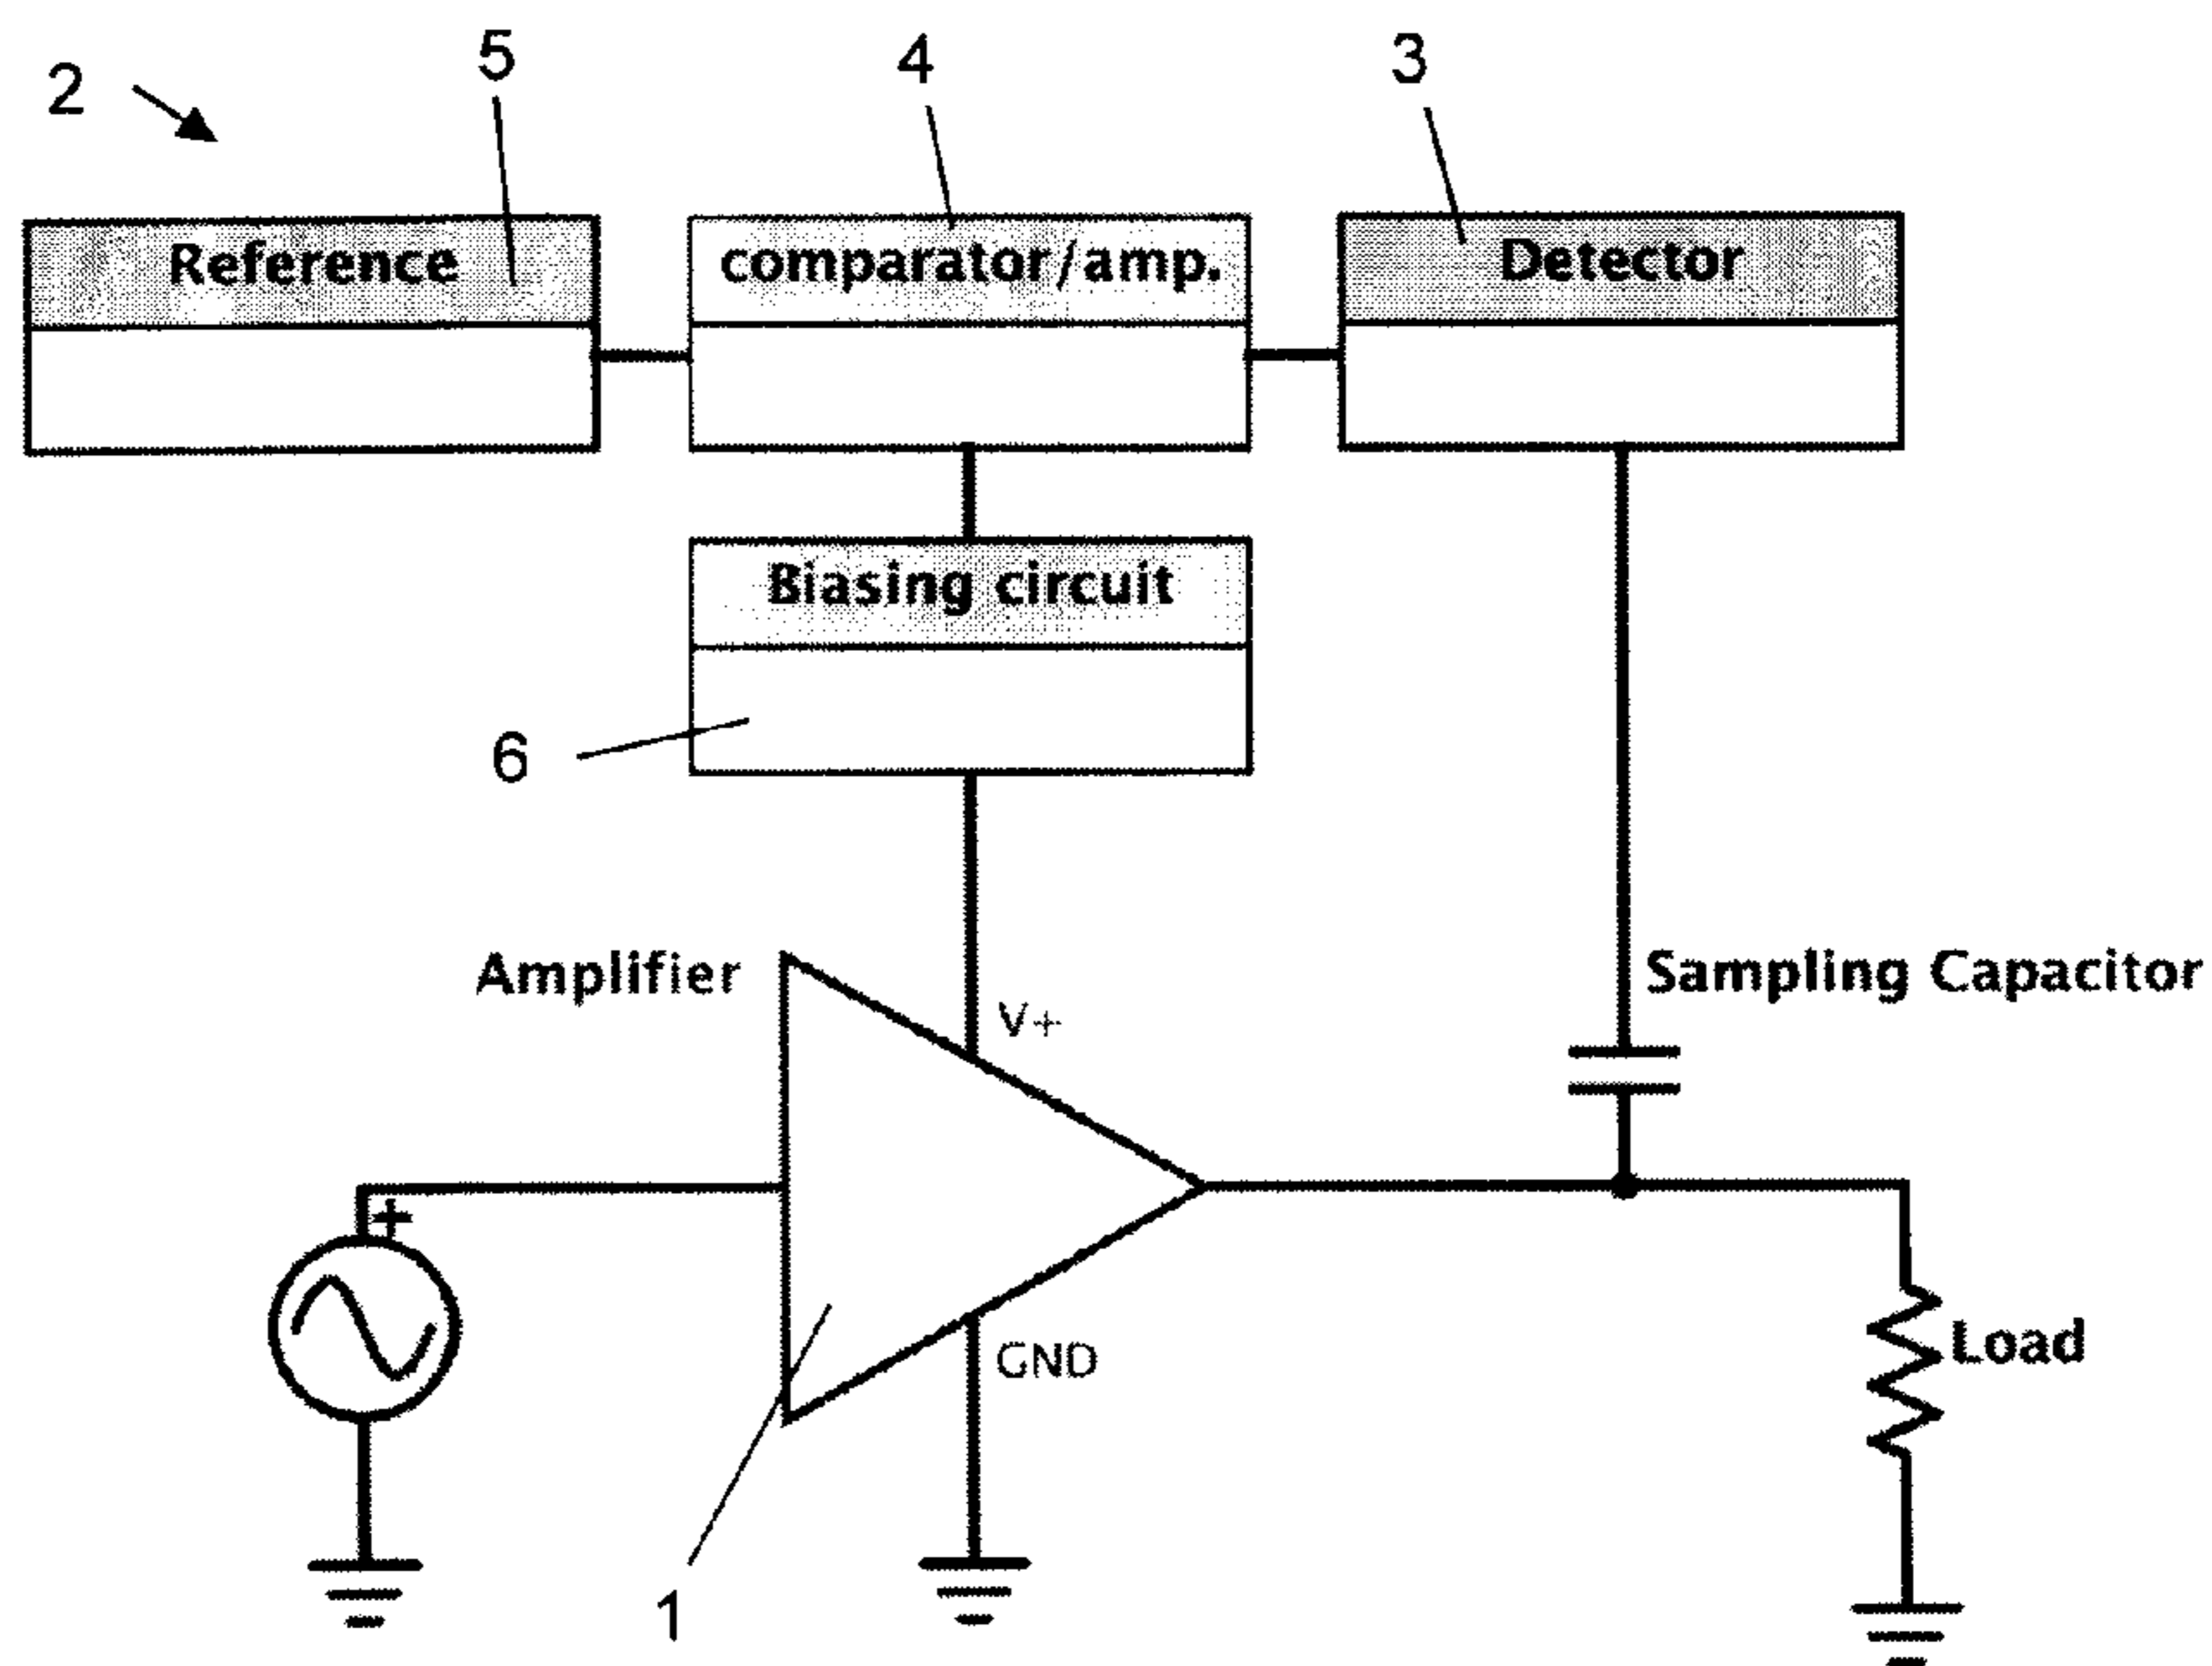 2
5
4
3
Reference
comparator/amp.
Detector
Biasing circuit
6
Amplifier
V+
Sampling Capacitor
+
GND
Load
1